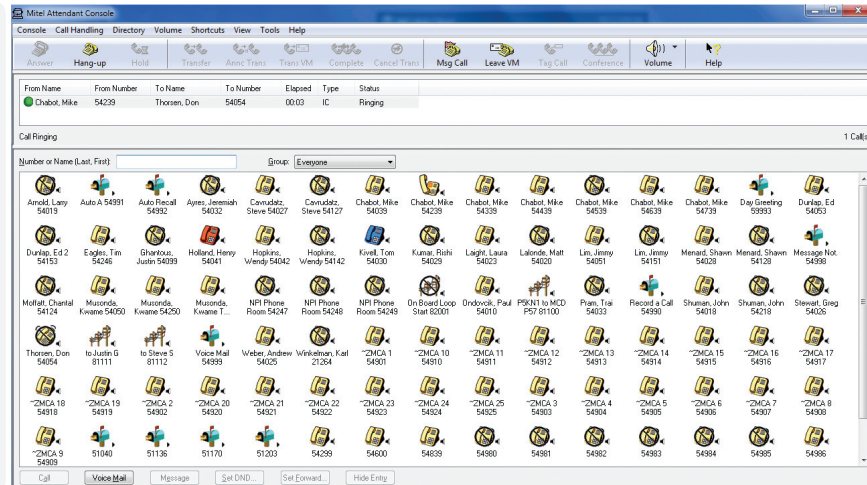 Mitel Attendant Console
Console Call Handling Directory Volume Shortcuts View Tools Help
Answer Hang-up Hold Transfer Annc Trans Trans VM Complete Cancel Trans Msg Call Leave VM Tag Call Conference Volume Help
From Name From Number To Name To Number Elapsed Type Status
Chabot, Mike 54239 Thorsen, Don 54054 00:03 IC Ringing
Call Ringing 1 Call(s
Number or Name (Last, First): Group: Everyone
Arnold, Larry Auto A 54991 Auto Recall Ayres, Jeremiah Cavrudatz, Cavrudatz, Chabot, Mike Chabot, Mike Chabot, Mike Chabot, Mike Chabot, Mike Chabot, Mike Chabot, Mike Day Greeting Dunlap, Ed
54019 54992 54032 Steve 54027 Steve 54127 54039 54239 54339 54439 54539 54639 54739 59993 54053
Dunlap, Ed 2 Eagles, Tim Ghantous, Holland, Henry Hopkins, Hopkins, Kivell, Tom Kumar, Rishi Laight, Laura Lalonde, Matt Lim, Jimmy Lim, Jimmy Menard, Shawn Menard, Shawn Message Not.
54153 54246 Justin 54099 54041 Wendy 54042 Wendy 54142 54030 54029 54023 54020 54051 54151 54028 54128 54998
Moffatt, Chantal Musonda, Musonda, Musonda, NPI Phone NPI Phone NPI Phone On Board Loop Ondovcik, Paul P5KN1 to MCD Pram, Trai Record a Call Shuman, John Shuman, John Stewart, Greg
54124 Kwame 54050 Kwame 54250 Kwame T... Room 54247 Room 54248 Room 54249 Start 82001 54010 P57 81100 54033 54990 54018 54218 54026
Thorsen, Don to Justin G to Steve S Voice Mail Weber, Andrew Winkelman, Karl ~ZMCA 1 ~ZMCA 10 ~ZMCA 11 ~ZMCA 12 ~ZMCA 13 ~ZMCA 14 ~ZMCA 15 ~ZMCA 16 ~ZMCA 17
54054 81111 81112 54999 54025 21264 54901 54910 54911 54912 54913 54914 54915 54916 54917
~ZMCA 18 ~ZMCA 19 ~ZMCA 2 ~ZMCA 20 ~ZMCA 21 ~ZMCA 22 ~ZMCA 23 ~ZMCA 24 ~ZMCA 25 ~ZMCA 3 ~ZMCA 4 ~ZMCA 5 ~ZMCA 6 ~ZMCA 7 ~ZMCA 8
54918 54919 54902 54920 54921 54922 54923 54924 54925 54903 54904 54905 54906 54907 54908
~ZMCA 9 51040 51136 51170 51203 54299 54600 54839 54980 54981 54982 54983 54984 54985 54986
54909
Call Voice Mail Message Set DND... Set Forward... Hide Entry